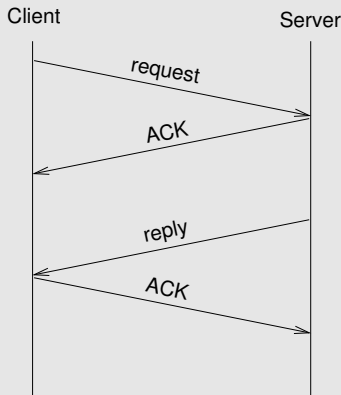 Client
Server
request
ACK
reply
ACK